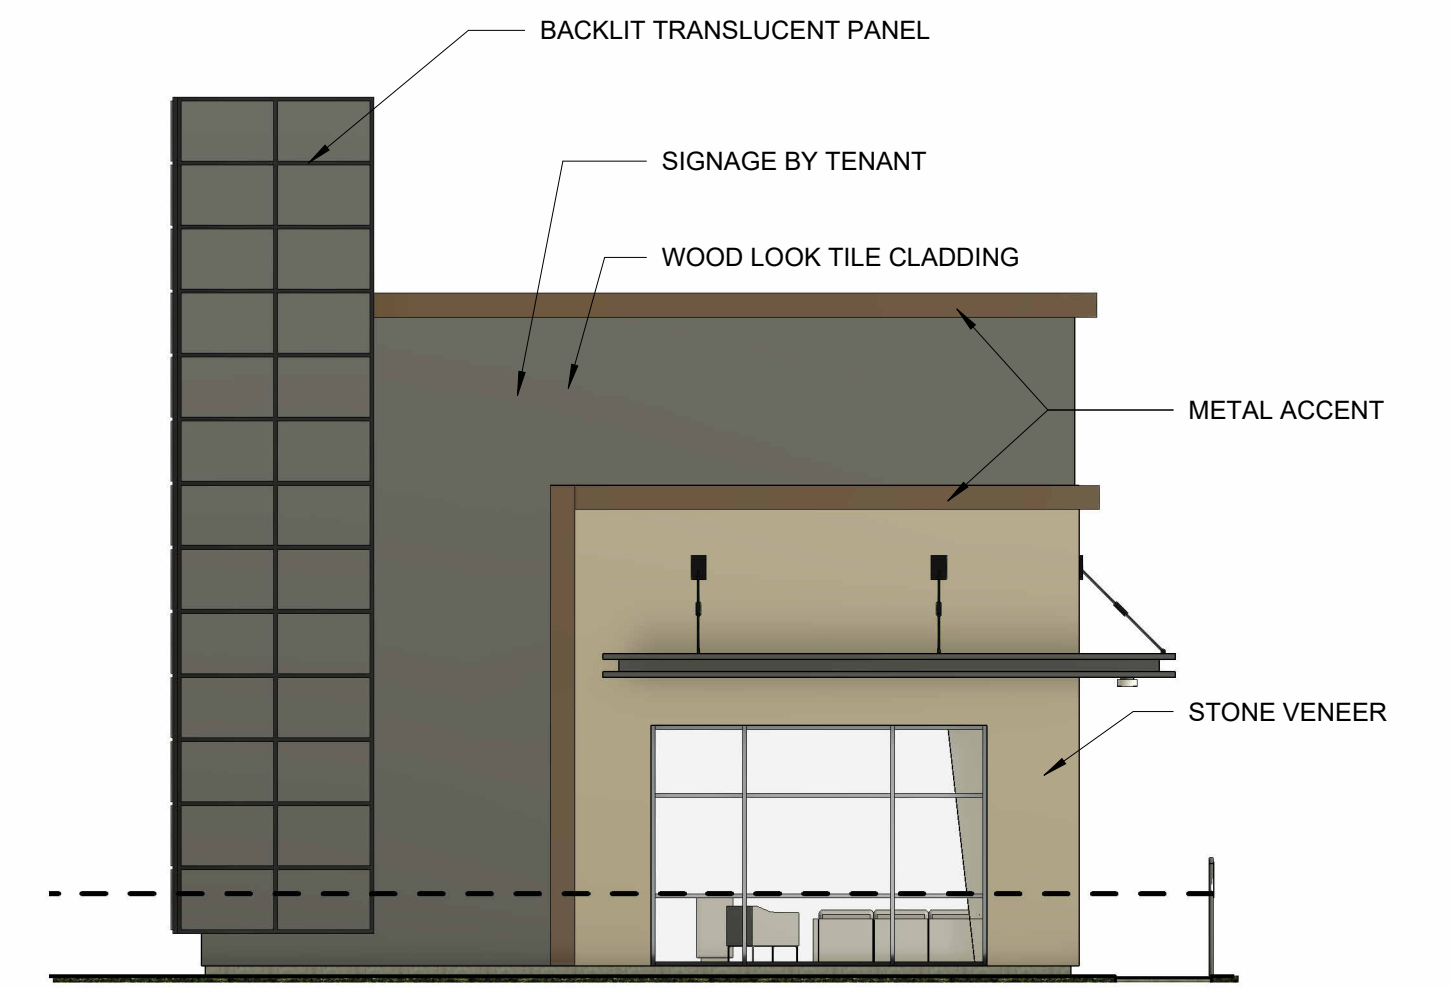 BACKLIT TRANSLUCENT PANEL
SIGNAGE BY TENANT
WOOD LOOK TILE CLADDING
METAL ACCENT
STONE VENEER